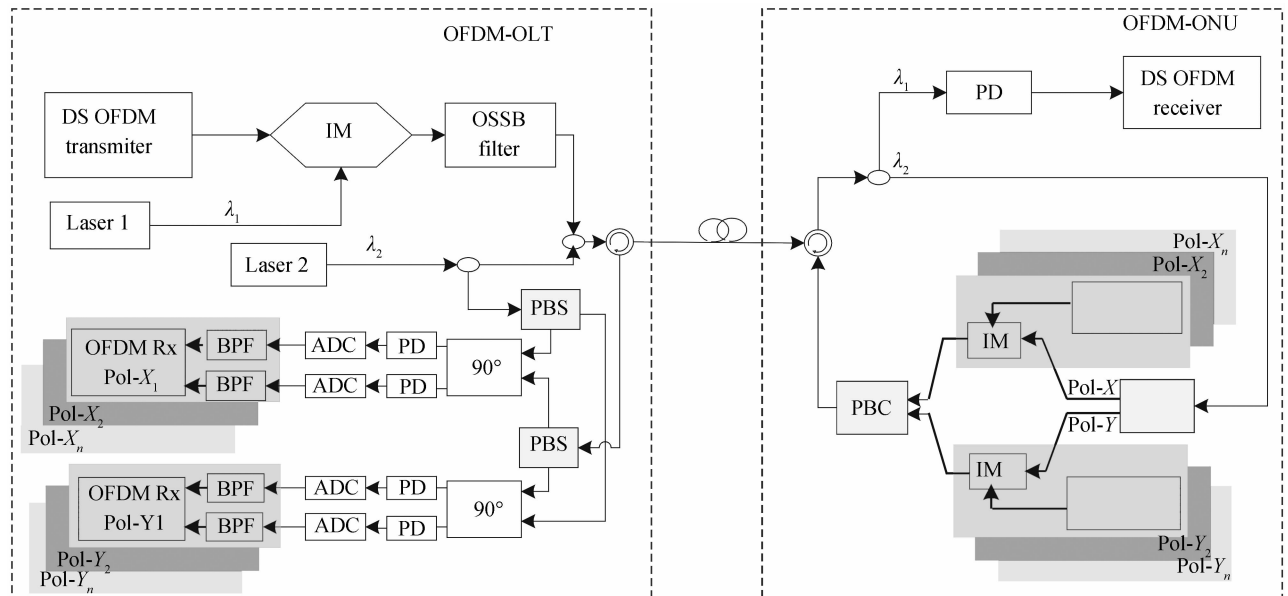 OFDM-OLT
OFDM-ONU
DS OFDM
transmiter
IM
OSSB
filter
Laser 1
λ1
Laser 2
λ2
PBS
OFDM Rx
Pol-X1
BPF
ADC
PD
BPF
ADC
PD
90°
Pol-X2
Pol-Xn
PBS
OFDM Rx
Pol-Y1
BPF
ADC
PD
BPF
ADC
PD
90°
Pol-Y2
Pol-Yn
λ1
PD
DS OFDM
receiver
λ2
Pol-Xn
Pol-X2
IM
Pol-X
Pol-Y
PBC
IM
Pol-Y2
Pol-Yn